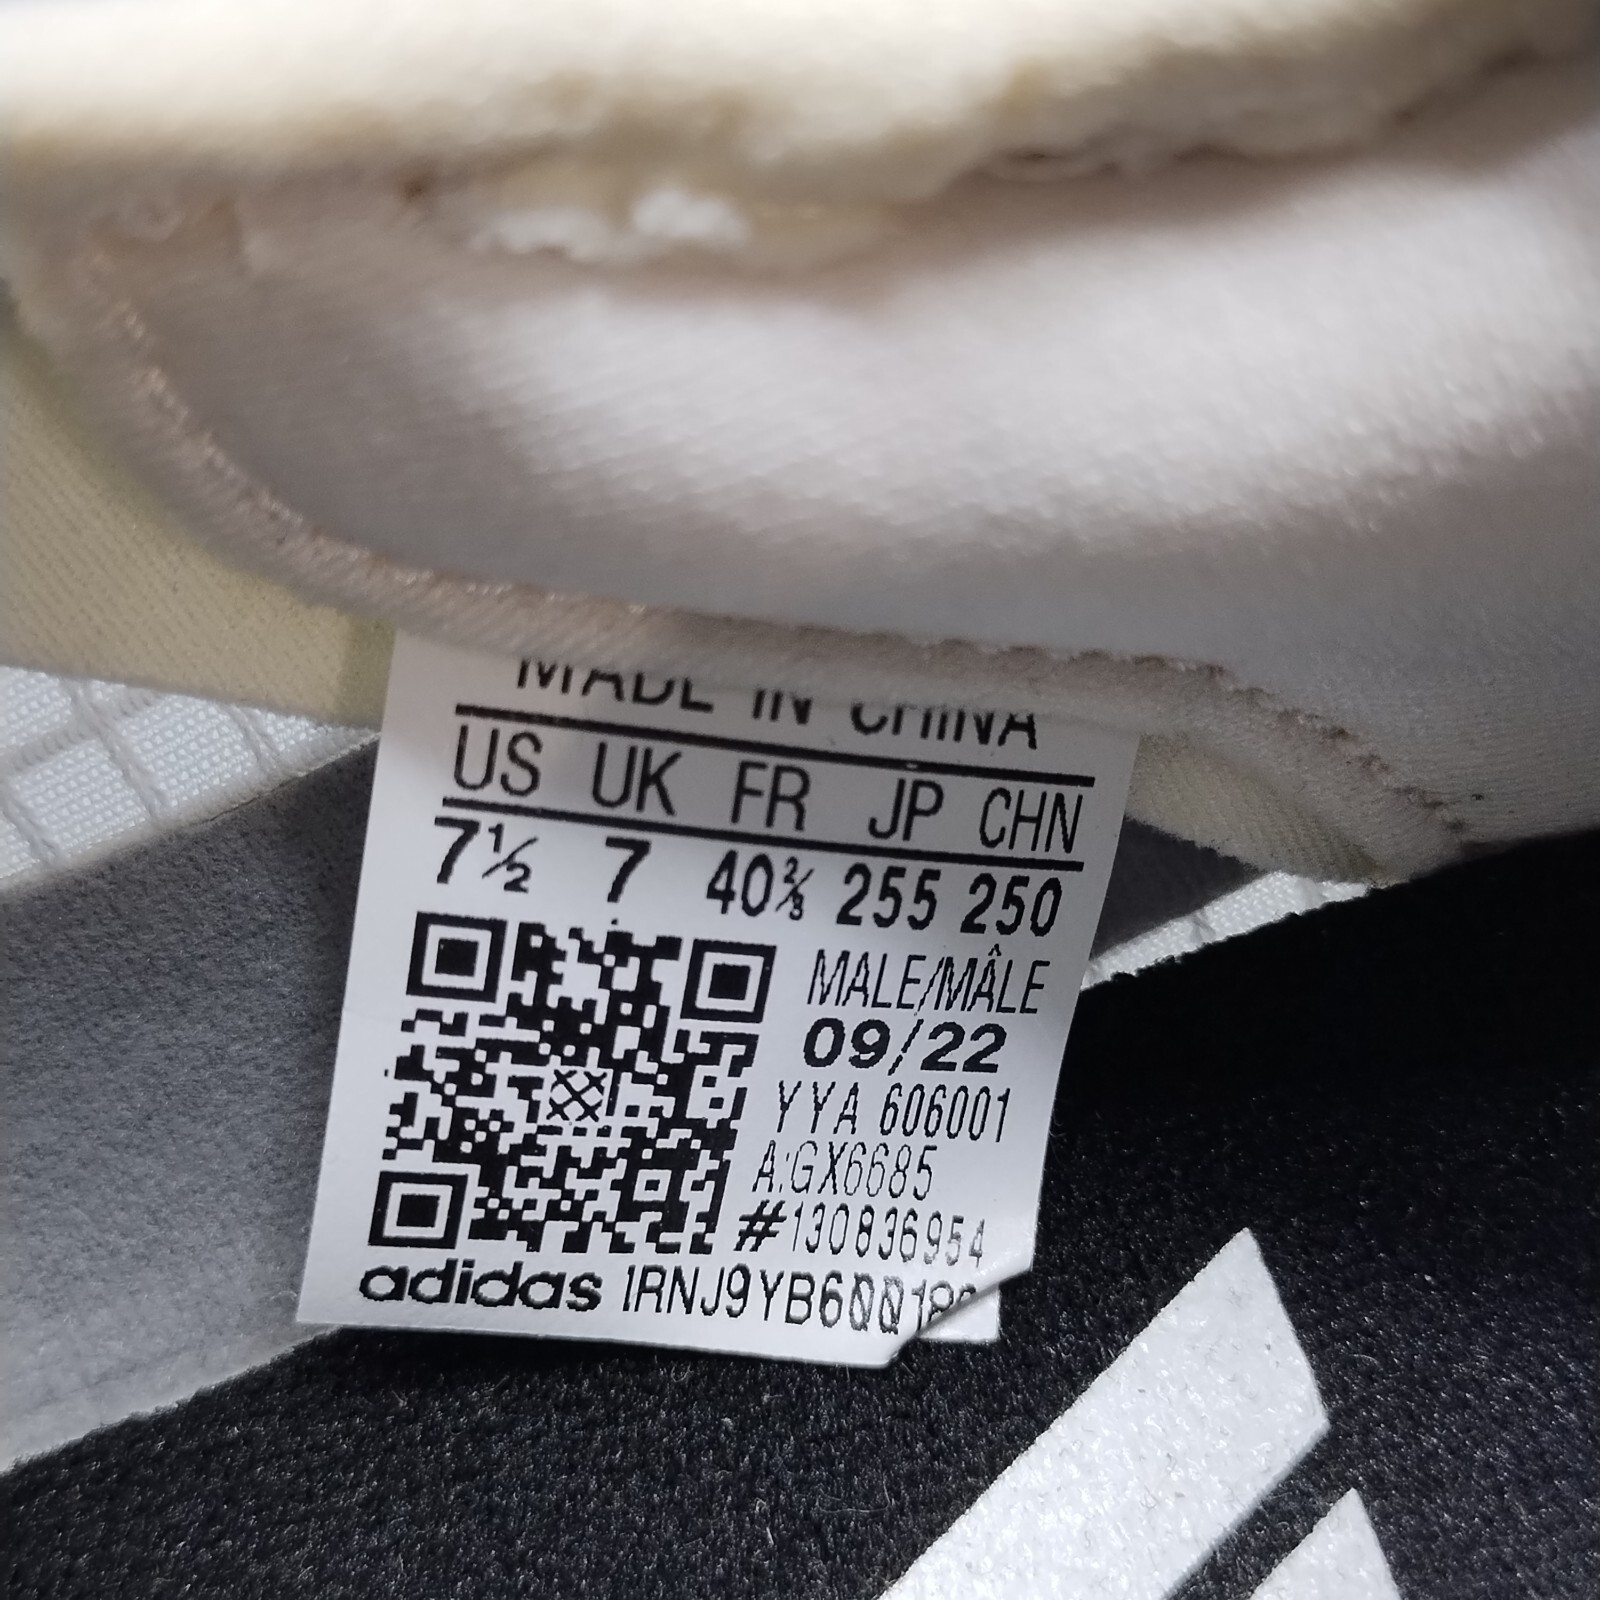 MADE IN CHINA
US UK FR JP CHN
7½ 7 40⅔ 255 250
MALE/MÂLE
09/22
YYA 606001
A:GX6685
#130836954
adidas